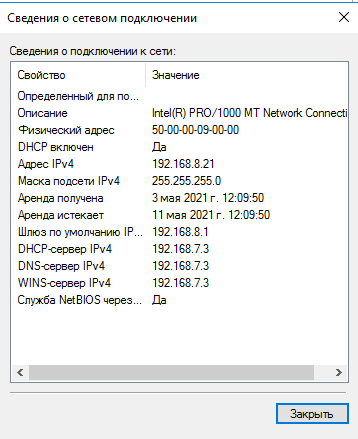 Сведения о сетевом подключении
Сведения о подключении к сети:
Свойство Значение
Определенный для по...
Описание Intel(R) PRO/1000 MT Network Connecti
Физический адрес 50-00-00-09-00-00
DHCP включен Да
Адрес IPv4 192.168.8.21
Маска подсети IPv4 255.255.255.0
Аренда получена 3 мая 2021 г. 12:09:50
Аренда истекает 11 мая 2021 г. 12:09:50
Шлюз по умолчанию IP... 192.168.8.1
DHCP-сервер IPv4 192.168.7.3
DNS-сервер IPv4 192.168.7.3
WINS-сервер IPv4 192.168.7.3
Служба NetBIOS через... Да
Закрыть